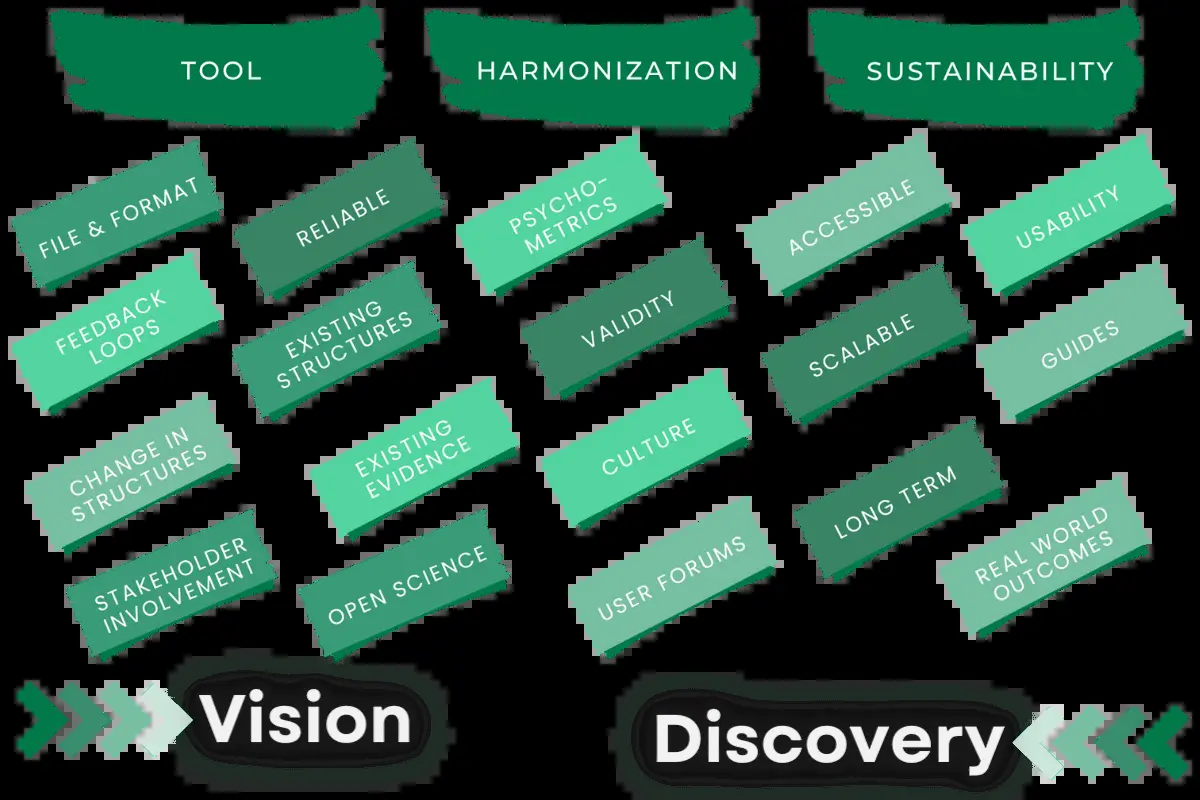 TOOL
HARMONIZATION
SUSTAINABILITY
FILE & FORMAT
RELIABLE
PSYCHO-
METRICS
ACCESSIBLE
USABILITY
FEEDBACK
LOOPS
EXISTING
STRUCTURES
VALIDITY
SCALABLE
GUIDES
CHANGE IN
STRUCTURES
EXISTING
EVIDENCE
CULTURE
LONG TERM
STAKEHOLDER
INVOLVEMENT
OPEN SCIENCE
USER FORUMS
REAL WORLD
OUTCOMES
Vision
Discovery